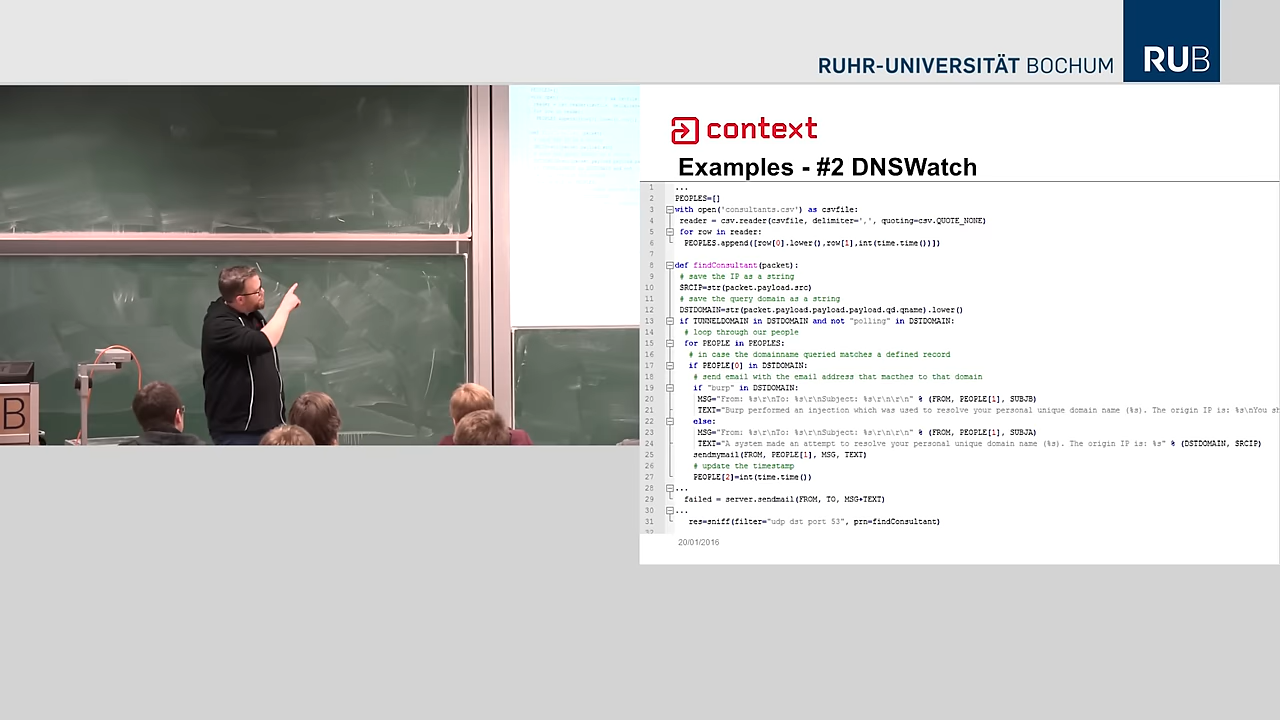 RUHR-UNIVERSITÄT BOCHUM
RUB
context
Examples - #2 DNSWatch
1 ...
2 PEOPLES=[]
3 with open('consultants.csv') as csvfile:
4 reader = csv.reader(csvfile, delimiter=',', quoting=csv.QUOTE_NONE)
5 for row in reader:
6 PEOPLES.append([row[0].lower(),row[1],int(time.time())])
7
8 def findConsultant(packet):
9 # save the IP as a string
10 SRCIP=str(packet.payload.src)
11 # save the query domain as a string
12 DSTDOMAIN=str(packet.payload.payload.payload.qd.qname).lower()
13 if TUNNELDOMAIN in DSTDOMAIN and not "polling" in DSTDOMAIN:
14 # loop through our people
15 for PEOPLE in PEOPLES:
16 # in case the domainname queried matches a defined record
17 if PEOPLE[0] in DSTDOMAIN:
18 # send email with the email address that macthes to that domain
19 if "burp" in DSTDOMAIN:
20 MSG="From: %s\r\nTo: %s\r\nSubject: %s\r\n\r\n" % (FROM, PEOPLE[1], SUBJB)
21 TEXT="Burp performed an injection which was used to resolve your personal unique domain name (%s). The origin IP is: %s\nYou sh
22 else:
23 MSG="From: %s\r\nTo: %s\r\nSubject: %s\r\n\r\n" % (FROM, PEOPLE[1], SUBJA)
24 TEXT="A system made an attempt to resolve your personal unique domain name (%s). The origin IP is: %s" % (DSTDOMAIN, SRCIP)
25 sendmymail(FROM, PEOPLE[1], MSG, TEXT)
26 # update the timestamp
27 PEOPLE[2]=int(time.time())
28 ...
29 failed = server.sendmail(FROM, TO, MSG+TEXT)
30 ...
31 res=sniff(filter="udp dst port 53", prn=findConsultant)
20/01/2016
B